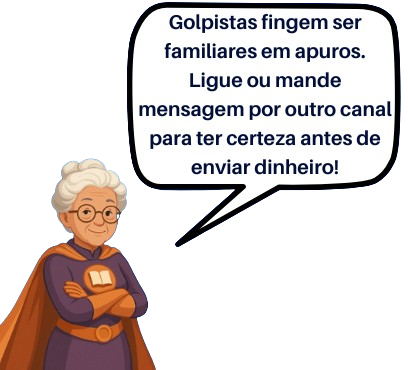 Golpistas fingem ser
familiares em apuros.
Ligue ou mande
mensagem por outro canal
para ter certeza antes de
enviar dinheiro!